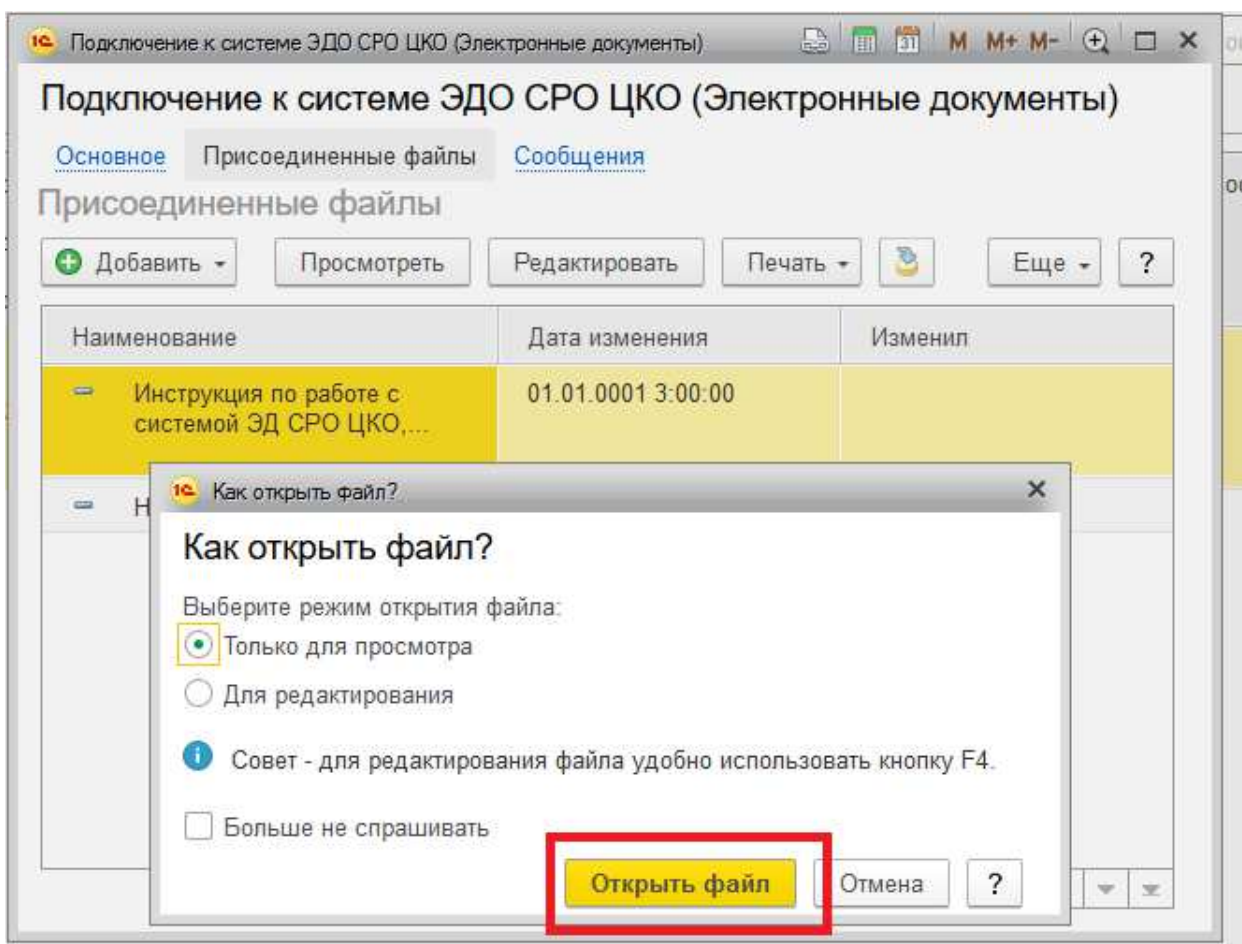 Подключение к системе ЭДО СРО ЦКО (Электронные документы)
M M+ M-
Подключение к системе ЭДО СРО ЦКО (Электронные документы)
Основное Присоединенные файлы Сообщения
Присоединенные файлы
Добавить Просмотреть Редактировать Печать Еще ?
Наименование Дата изменения Изменил
Инструкция по работе с 01.01.0001 3:00:00
системой ЭД СРО ЦКО,...
Как открыть файл?
Н
Как открыть файл?
Выберите режим открытия файла:
Только для просмотра
Для редактирования
Совет - для редактирования файла удобно использовать кнопку F4.
Больше не спрашивать
Открыть файл Отмена ?